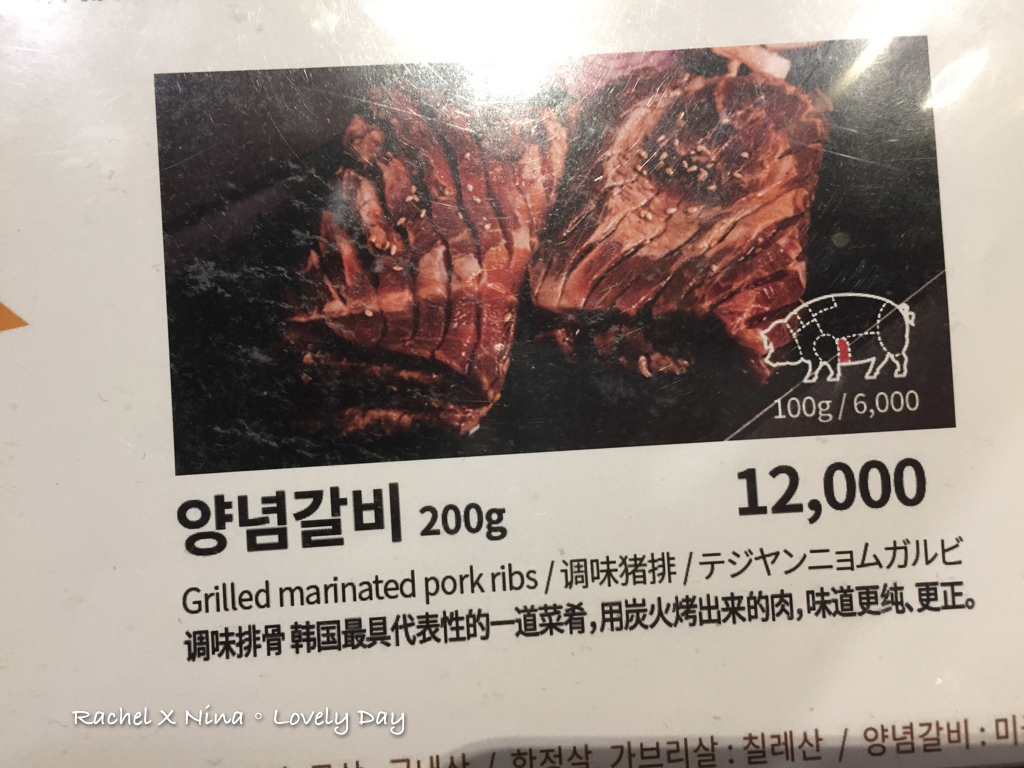 100g / 6,000
양념갈비 200g 12,000
Grilled marinated pork ribs / 调味猪排 / テジヤンニョムガルビ
调味排骨 韩国最具代表性的一道菜肴,用炭火烤出来的肉,味道更纯、更正。
Rachel X Nina。Lovely Day
/ 항정살, 가브리살 : 칠레산 / 양념갈비 :